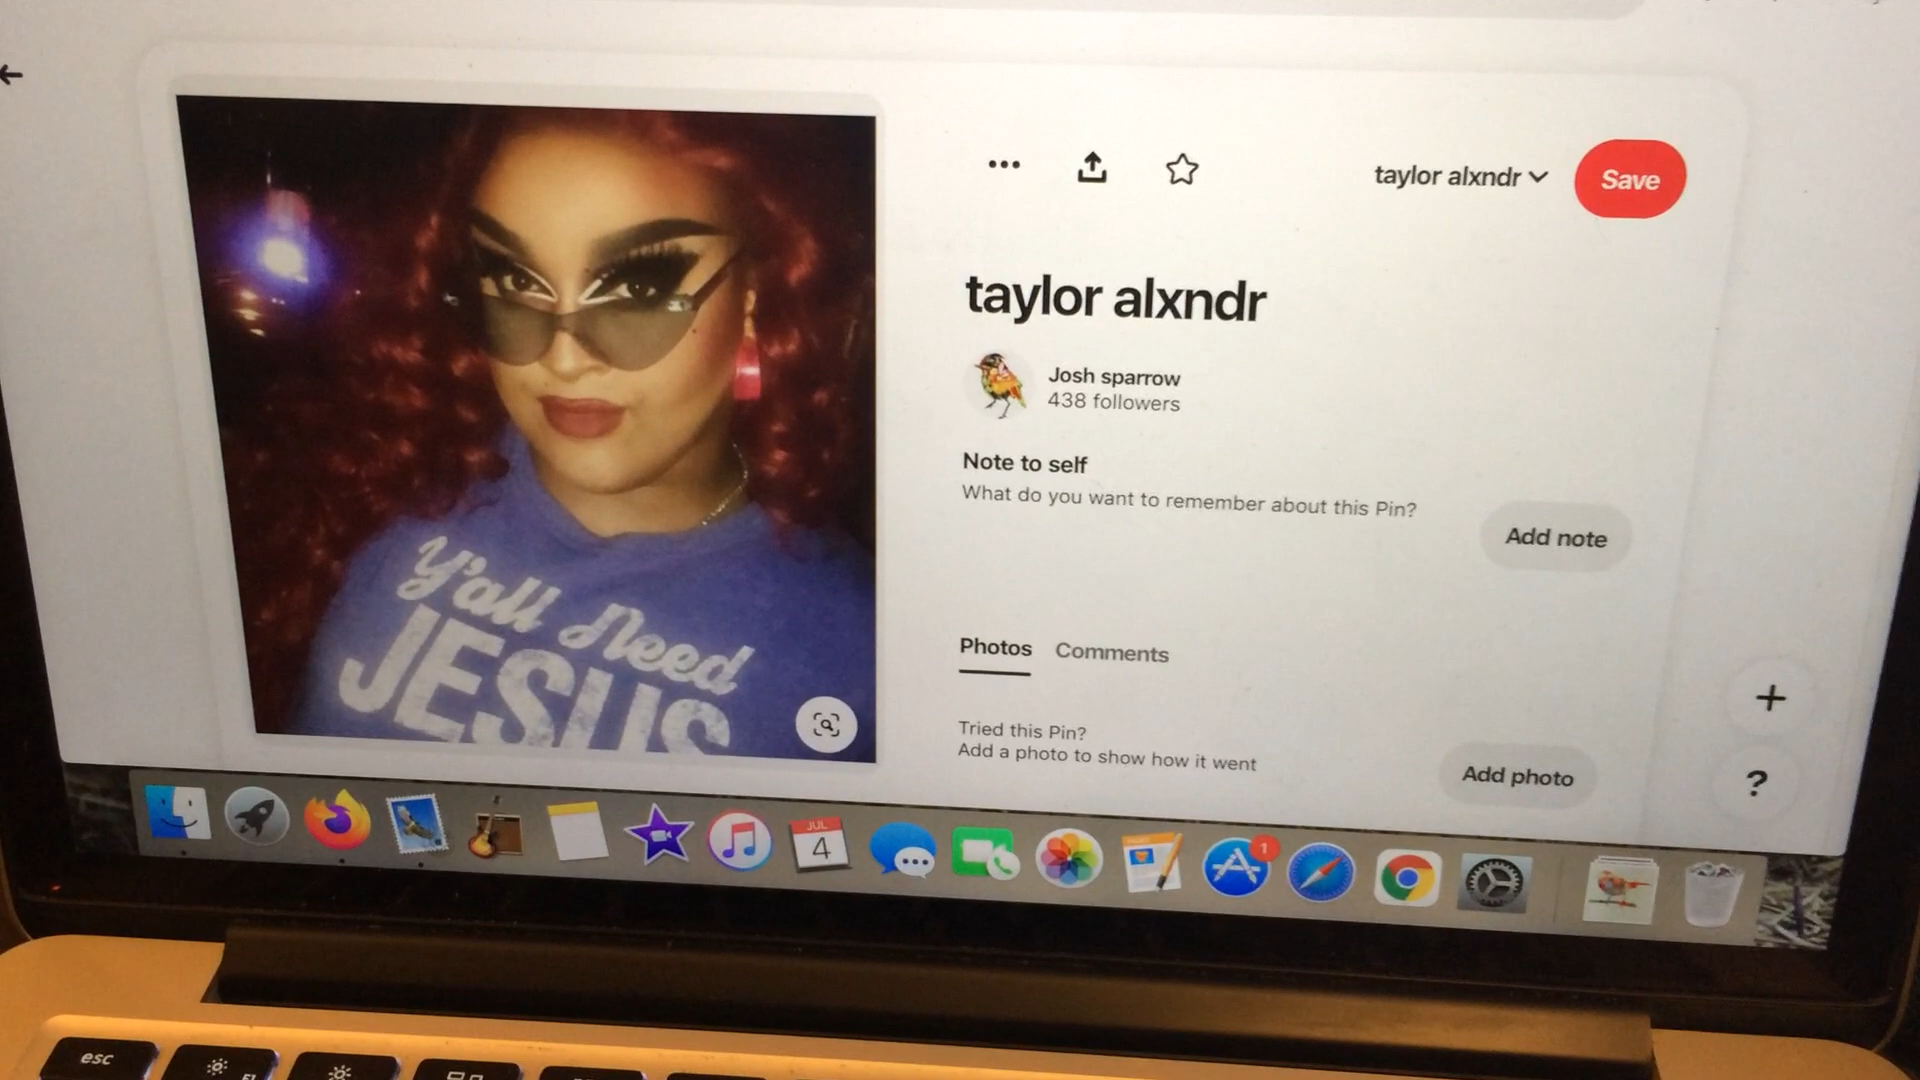 taylor alxndr
Save
taylor alxndr
Josh sparrow
438 followers
Note to self
What do you want to remember about this Pin?
Add note
Photos Comments
Tried this Pin?
Add a photo to show how it went
Add photo
?
Y'all Need
JESUS
JUL
4
1
esc
F1